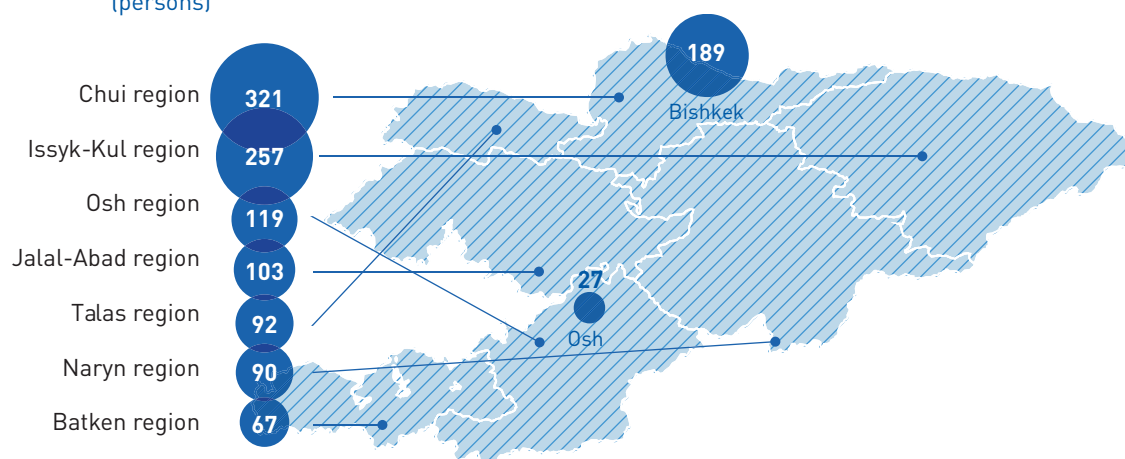 (persons)
Chui region 321
Issyk-Kul region 257
Osh region 119
Jalal-Abad region 103
Talas region 92
Naryn region 90
Batken region 67
189
Bishkek
27
Osh